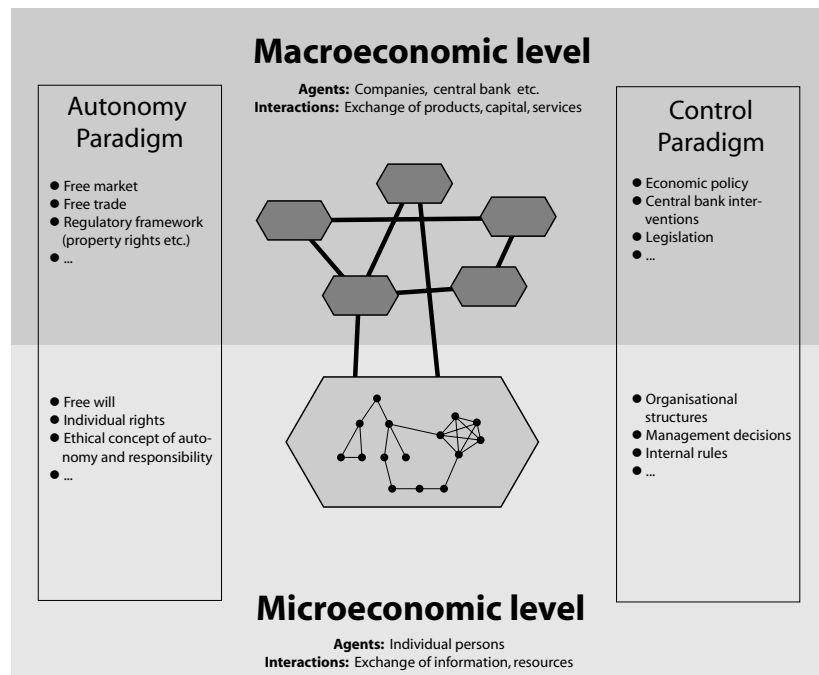 Macroeconomic level
Agents: Companies, central bank etc.
Interactions: Exchange of products, capital, services
Autonomy
Paradigm
● Free market
● Free trade
● Regulatory framework
(property rights etc.)
● ...
● Free will
● Individual rights
● Ethical concept of auto-
nomy and responsibility
● ...
Control
Paradigm
● Economic policy
● Central bank inter-
ventions
● Legislation
● ...
● Organisational
structures
● Management decisions
● Internal rules
● ...
Microeconomic level
Agents: Individual persons
Interactions: Exchange of information, resources